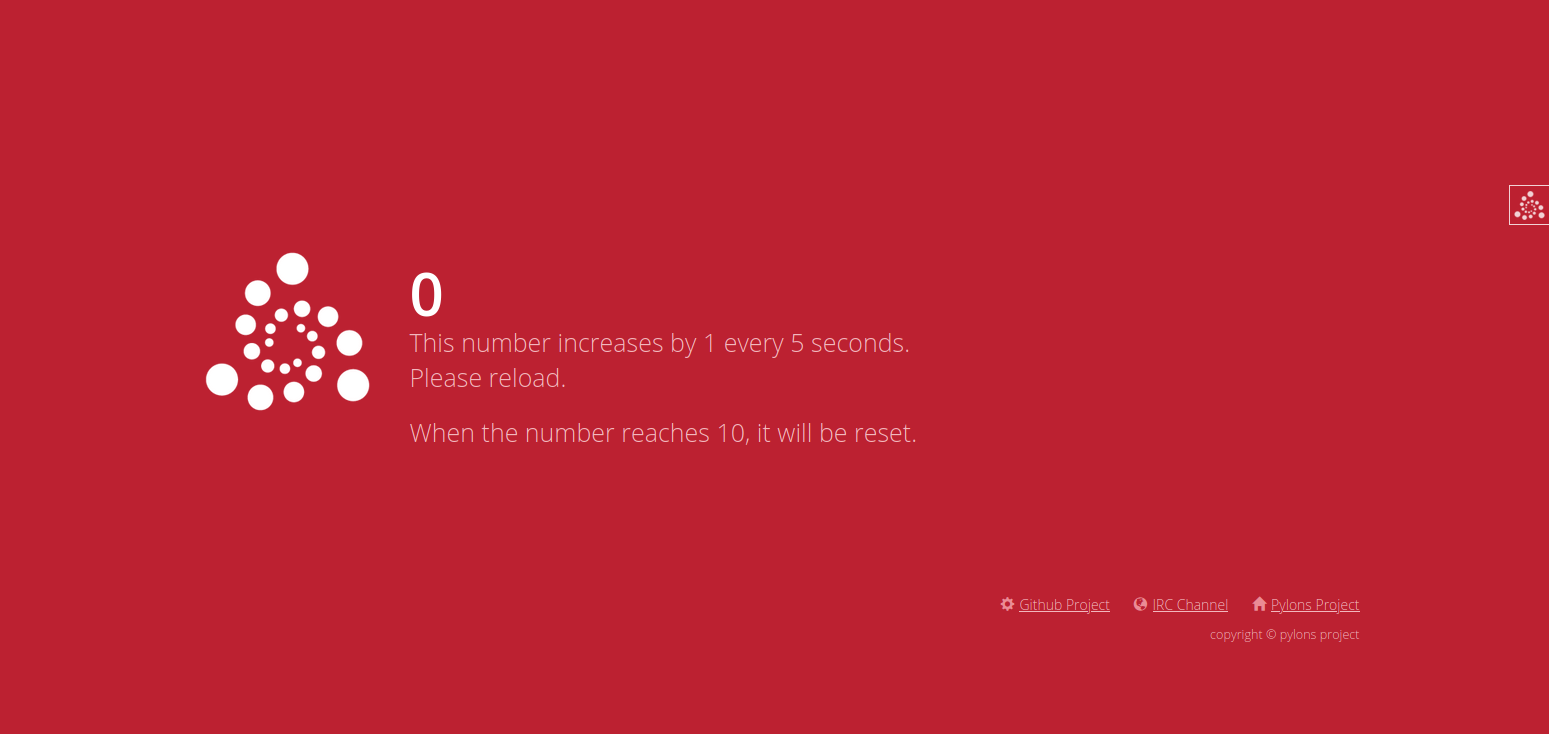 0
This number increases by 1 every 5 seconds.
Please reload.
When the number reaches 10, it will be reset.
Github Project IRC Channel Pylons Project
copyright © pylons project